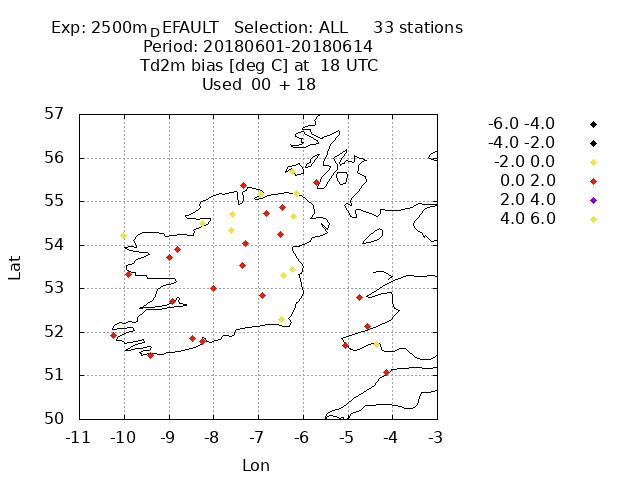 Exp: 2500m_DEFAULT Selection: ALL 33 stations
Period: 20180601-20180614
Td2m bias [deg C] at 18 UTC
Used 00 + 18
57
56
55
54
53
52
51
50
-11 -10 -9 -8 -7 -6 -5 -4 -3
Lat
Lon
-6.0 -4.0
-4.0 -2.0
-2.0 0.0
0.0 2.0
2.0 4.0
4.0 6.0